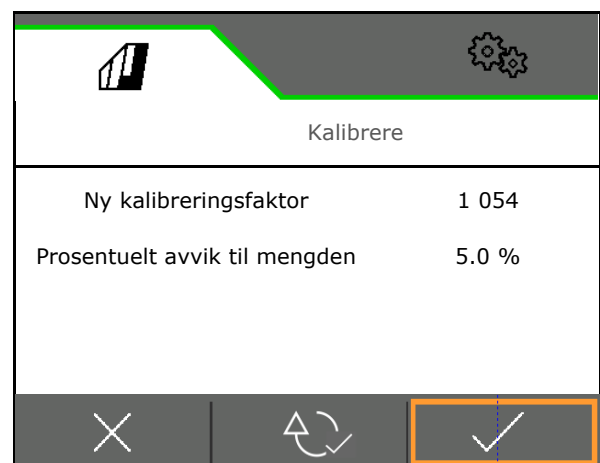 Kalibrere
Ny kalibreringsfaktor 1 054
Prosentuelt avvik til mengden 5.0 %